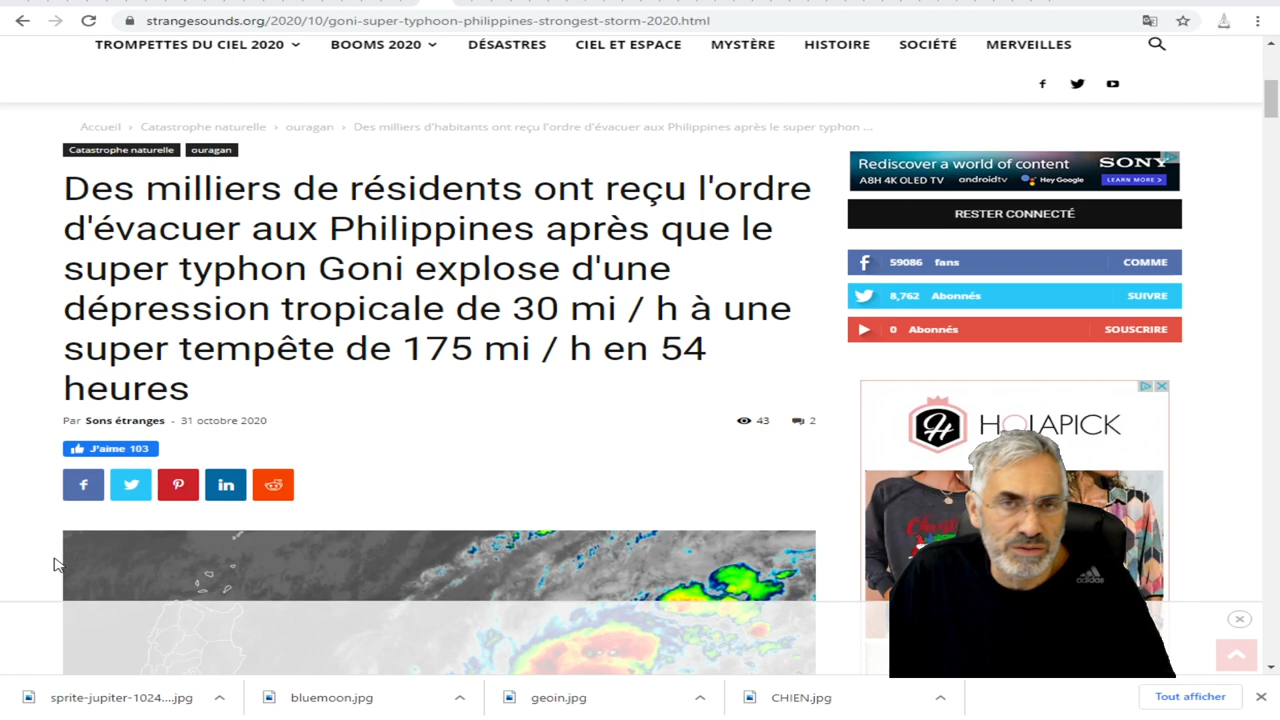 strangesounds.org/2020/10/goni-super-typhoon-philippines-strongest-storm-2020.html
TROMPETTES DU CIEL 2020 BOOMS 2020 DÉSASTRES CIEL ET ESPACE MYSTÈRE HISTOIRE SOCIÉTÉ MERVEILLES
Accueil › Catastrophe naturelle › ouragan › Des milliers d'habitants ont reçu l'ordre d'évacuer aux Philippines après le super typhon ...
Catastrophe naturelle ouragan
Des milliers de résidents ont reçu l'ordre
d'évacuer aux Philippines après que le
super typhon Goni explose d'une
dépression tropicale de 30 mi / h à une
super tempête de 175 mi / h en 54
heures
Par Sons étranges - 31 octobre 2020 43 2
J'aime 103
Rediscover a world of content SONY
A8H 4K OLED TV androidtv Hey Google LEARN MORE >
RESTER CONNECTÉ
59086 fans COMME
8,762 Abonnés SUIVRE
0 Abonnés SOUSCRIRE
HOLAPICK
adidas
sprite-jupiter-1024....jpg bluemoon.jpg geoin.jpg CHIEN.jpg Tout afficher